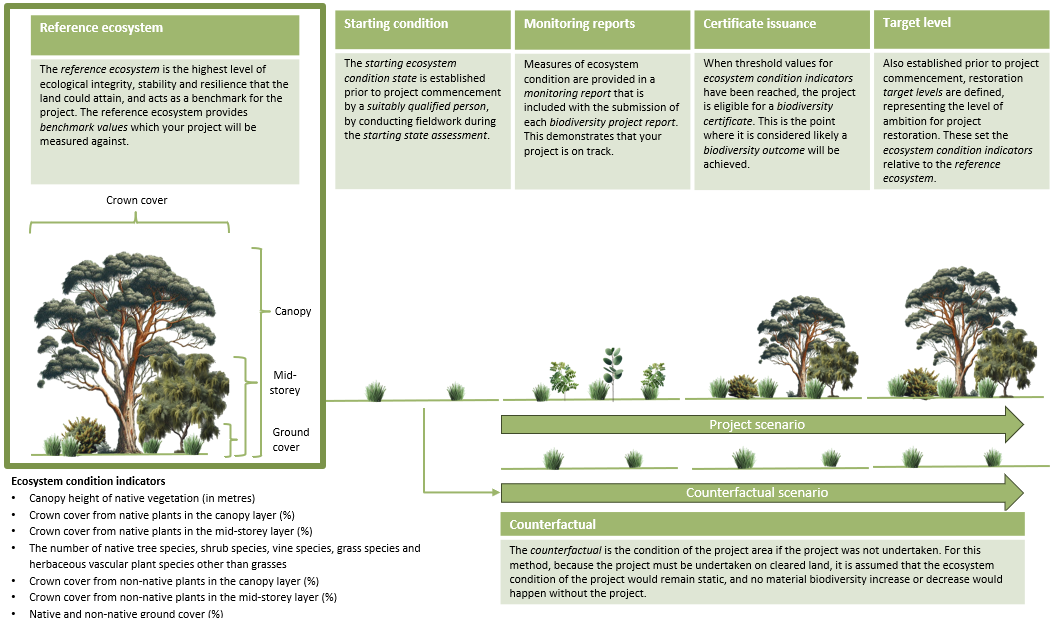 Reference ecosystem
The reference ecosystem is the highest level of
ecological integrity, stability and resilience that the
land could attain, and acts as a benchmark for the
project. The reference ecosystem provides
benchmark values which your project will be
measured against.
Starting condition
The starting ecosystem
condition state is established
prior to project commencement
by a suitably qualified person,
by conducting fieldwork during
the starting state assessment.
Monitoring reports
Measures of ecosystem
condition are provided in a
monitoring report that is
included with the submission of
each biodiversity project report.
This demonstrates that your
project is on track.
Certificate issuance
When threshold values for
ecosystem condition indicators
have been reached, the project
is eligible for a biodiversity
certificate. This is the point
where it is considered likely a
biodiversity outcome will be
achieved.
Target level
Also established prior to project
commencement, restoration
target levels are defined,
representing the level of
ambition for project
restoration. These set the
ecosystem condition indicators
relative to the reference
ecosystem.
Crown cover
Canopy
Mid-
storey
Ground
cover
Project scenario
Counterfactual scenario
Counterfactual
The counterfactual is the condition of the project area if the project was not undertaken. For this
method, because the project must be undertaken on cleared land, it is assumed that the ecosystem
condition of the project would remain static, and no material biodiversity increase or decrease would
happen without the project.
Ecosystem condition indicators
• Canopy height of native vegetation (in metres)
• Crown cover from native plants in the canopy layer (%)
• Crown cover from native plants in the mid-storey layer (%)
• The number of native tree species, shrub species, vine species, grass species and
herbaceous vascular plant species other than grasses
• Crown cover from non-native plants in the canopy layer (%)
• Crown cover from non-native plants in the mid-storey layer (%)
• Native and non-native ground cover (%)